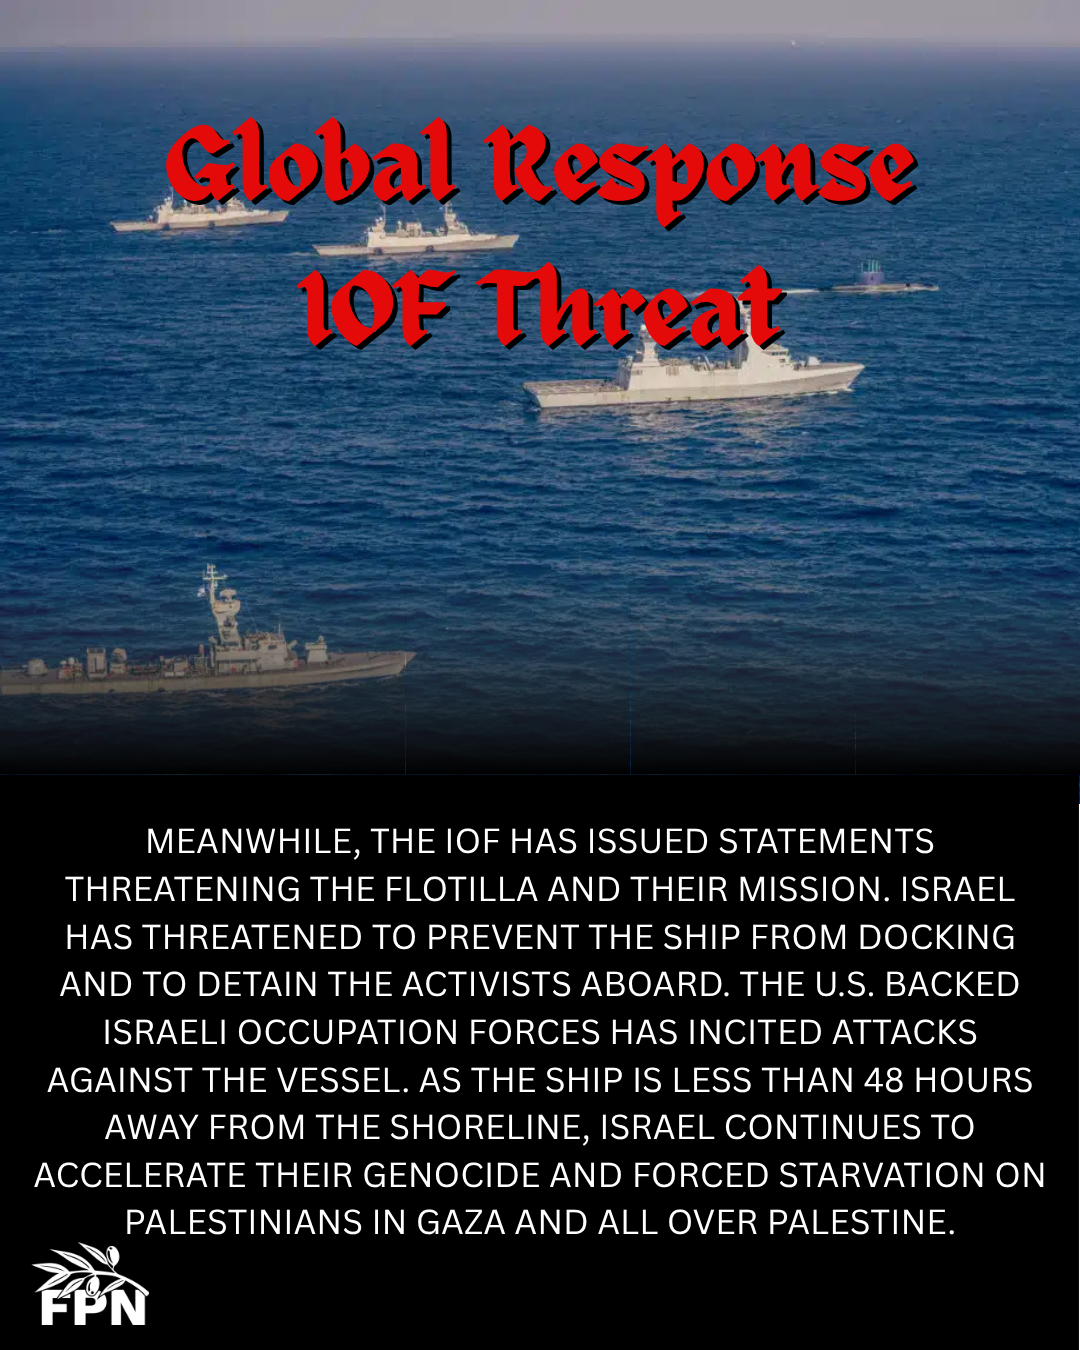 Global Response
IOF Threat
MEANWHILE, THE IOF HAS ISSUED STATEMENTS
THREATENING THE FLOTILLA AND THEIR MISSION. ISRAEL
HAS THREATENED TO PREVENT THE SHIP FROM DOCKING
AND TO DETAIN THE ACTIVISTS ABOARD. THE U.S. BACKED
ISRAELI OCCUPATION FORCES HAS INCITED ATTACKS
AGAINST THE VESSEL. AS THE SHIP IS LESS THAN 48 HOURS
AWAY FROM THE SHORELINE, ISRAEL CONTINUES TO
ACCELERATE THEIR GENOCIDE AND FORCED STARVATION ON
PALESTINIANS IN GAZA AND ALL OVER PALESTINE.
FPN